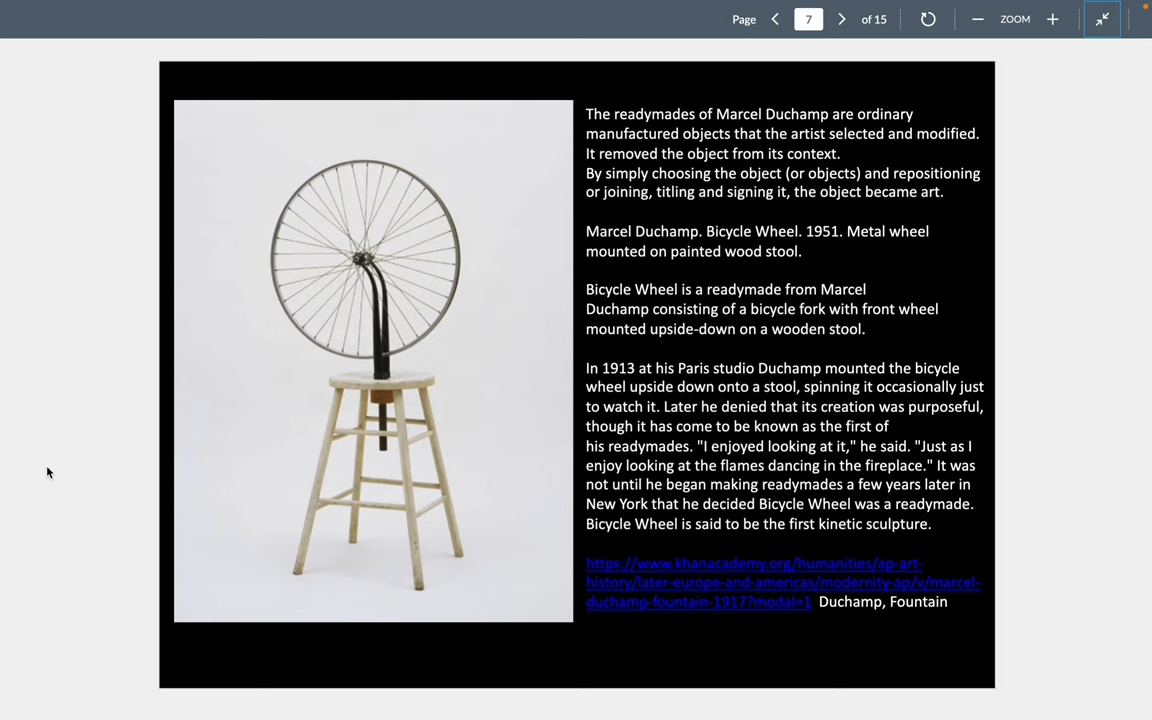 Page 7 of 15 ZOOM
The readymades of Marcel Duchamp are ordinary
manufactured objects that the artist selected and modified.
It removed the object from its context.
By simply choosing the object (or objects) and repositioning
or joining, titling and signing it, the object became art.
Marcel Duchamp. Bicycle Wheel. 1951. Metal wheel
mounted on painted wood stool.
Bicycle Wheel is a readymade from Marcel
Duchamp consisting of a bicycle fork with front wheel
mounted upside-down on a wooden stool.
In 1913 at his Paris studio Duchamp mounted the bicycle
wheel upside down onto a stool, spinning it occasionally just
to watch it. Later he denied that its creation was purposeful,
though it has come to be known as the first of
his readymades. "I enjoyed looking at it," he said. "Just as I
enjoy looking at the flames dancing in the fireplace." It was
not until he began making readymades a few years later in
New York that he decided Bicycle Wheel was a readymade.
Bicycle Wheel is said to be the first kinetic sculpture.
https://www.khanacademy.org/humanities/ap-art-
history/later-europe-and-americas/modernity-ap/v/marcel-
duchamp-fountain-1917?modal=1 Duchamp, Fountain